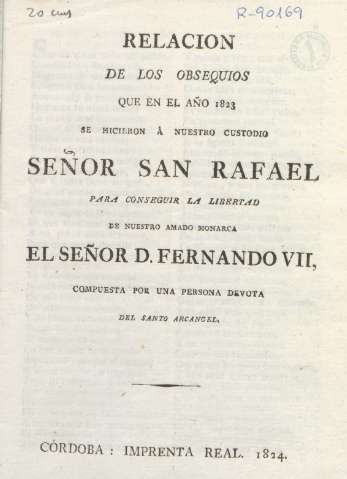 20 cms
R-90169
RELACION
DE LOS OBSEQUIOS
QUE EN EL AÑO 1823
SE HICIERON Á NUESTRO CUSTODIO
SEÑOR SAN RAFAEL
PARA CONSEGUIR LA LIBERTAD
DE NUESTRO AMADO MONARCA
EL SEÑOR D. FERNANDO VII,
COMPUESTA POR UNA PERSONA DEVOTA
DEL SANTO ARCANGEL.
CÓRDOBA : IMPRENTA REAL. 1824.